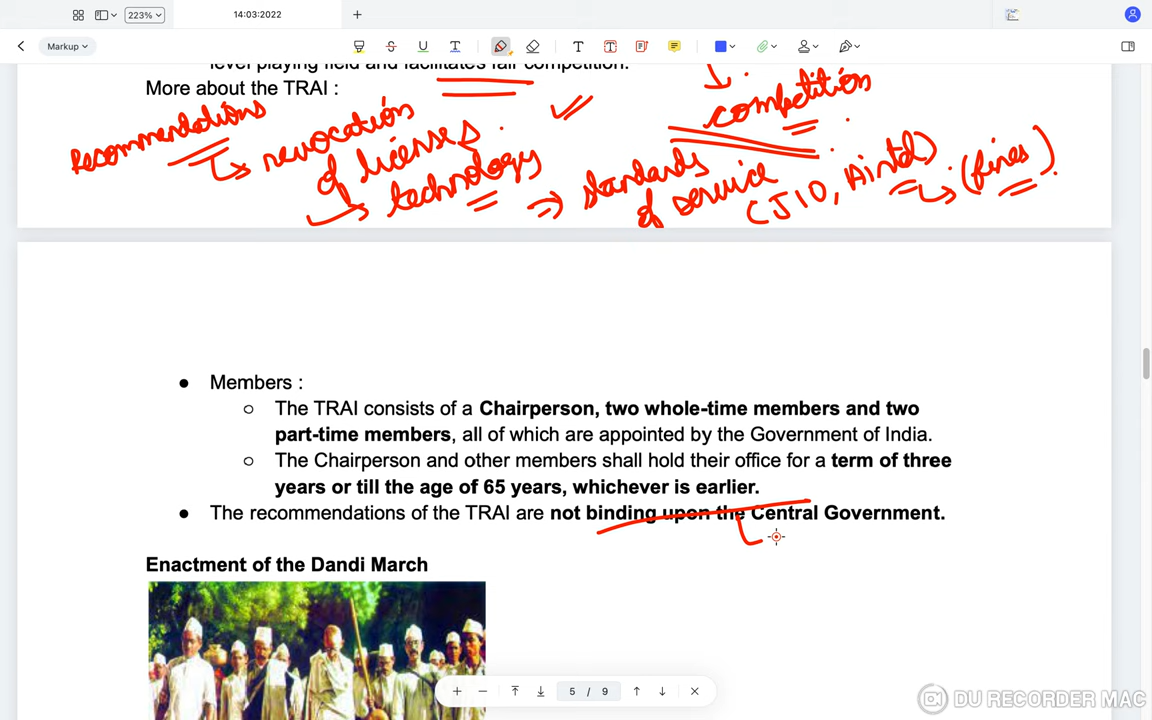 223%
14:03:2022
Markup
level playing field and facilitates fair competition.
More about the TRAI :
Recommendations
revocation
of licenses
technology
standards
of service
(JIO, Airtel)
(fines).
competition
Members :
The TRAI consists of a Chairperson, two whole-time members and two
part-time members, all of which are appointed by the Government of India.
The Chairperson and other members shall hold their office for a term of three
years or till the age of 65 years, whichever is earlier.
The recommendations of the TRAI are not binding upon the Central Government.
Enactment of the Dandi March
5 / 9
DU RECORDER MAC